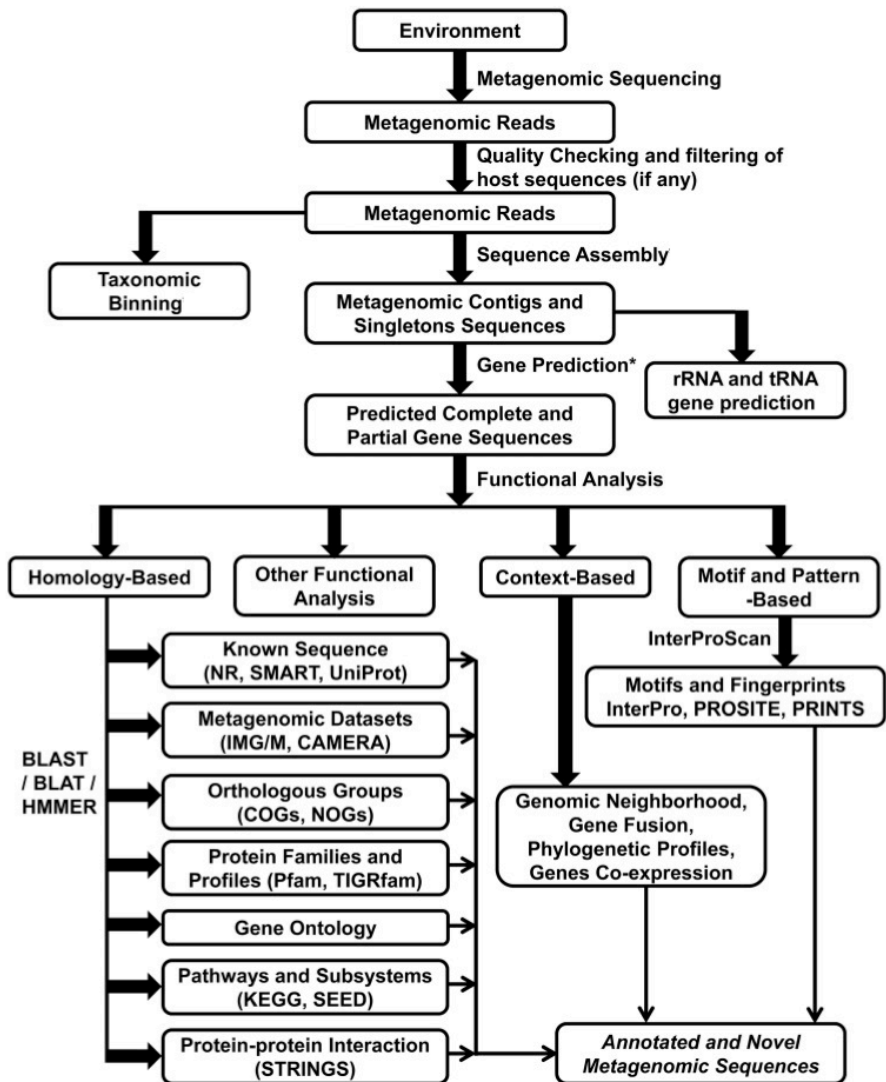 Environment
Metagenomic Sequencing
Metagenomic Reads
Quality Checking and filtering of
host sequences (if any)
Metagenomic Reads
Sequence Assembly
Taxonomic
Binning
Metagenomic Contigs and
Singletons Sequences
Gene Prediction*
rRNA and tRNA
gene prediction
Predicted Complete and
Partial Gene Sequences
Functional Analysis
Homology-Based
Other Functional
Analysis
Context-Based
Motif and Pattern
-Based
InterProScan
Motifs and Fingerprints
InterPro, PROSITE, PRINTS
BLAST
/ BLAT /
HMMER
Known Sequence
(NR, SMART, UniProt)
Metagenomic Datasets
(IMG/M, CAMERA)
Orthologous Groups
(COGs, NOGs)
Protein Families and
Profiles (Pfam, TIGRfam)
Gene Ontology
Pathways and Subsystems
(KEGG, SEED)
Protein-protein Interaction
(STRINGS)
Genomic Neighborhood,
Gene Fusion,
Phylogenetic Profiles,
Genes Co-expression
Annotated and Novel
Metagenomic Sequences